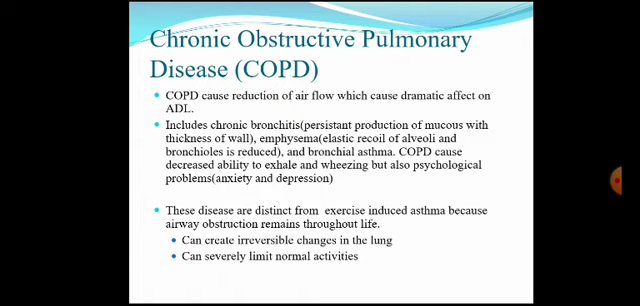 Chronic Obstructive Pulmonary
Disease (COPD)
• COPD cause reduction of air flow which cause dramatic affect on
ADL.
• Includes chronic bronchitis(persistant production of mucous with
thickness of wall), emphysema(elastic recoil of alveoli and
bronchioles is reduced), and bronchial asthma. COPD cause
decreased ability to exhale and wheezing but also psychological
problems(anxiety and depression)
• These disease are distinct from exercise induced asthma because
airway obstruction remains throughout life.
• Can create irreversible changes in the lung
• Can severely limit normal activities